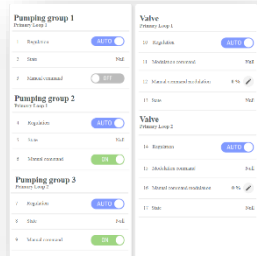 Pumping group 1
Primary Loop 1
1 Regulation AUTO
2 State Null
3 Manual command OFF
Pumping group 2
Primary Loop 1
4 Regulation AUTO
5 State Null
6 Manual command ON
Pumping group 3
Primary Loop 2
7 Regulation AUTO
8 State Null
9 Manual command ON
Valve
Primary Loop 1
10 Regulation AUTO
11 Modulation command Null
12 Manual command modulation 0 %
13 State Null
Valve
Primary Loop 2
14 Regulation AUTO
15 Modulation command Null
16 Manual command modulation 0 %
17 State Null